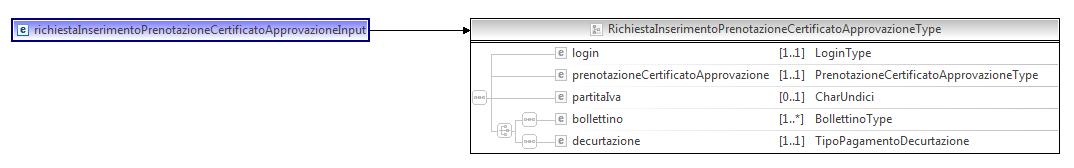 richiestaInserimentoPrenotazioneCertificatoApprovazioneInput
RichiestaInserimentoPrenotazioneCertificatoApprovazioneType
login [1..1] LoginType
prenotazioneCertificatoApprovazione [1..1] PrenotazioneCertificatoApprovazioneType
partitaIva [0..1] CharUndici
bollettino [1..*] BollettinoType
decurtazione [1..1] TipoPagamentoDecurtazione